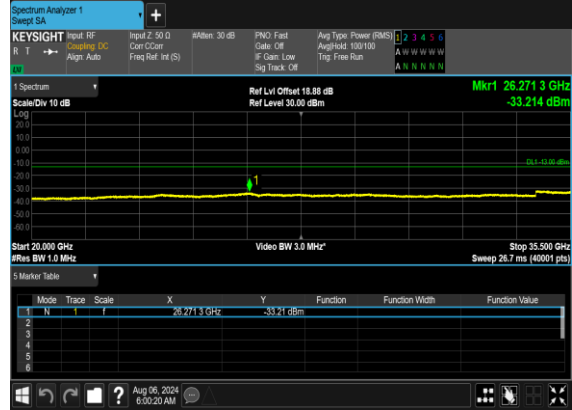 Spectrum Analyzer 1
Swept SA
+
KEYSIGHT
R T
Input: RF
Coupling: DC
Align: Auto
Input Z: 50 Ω
Corr CCorr
Freq Ref: Int (S)
#Atten: 30 dB
PNO: Fast
Gate: Off
IF Gain: Low
Sig Track: Off
Avg Type: Power (RMS)
Avg|Hold: 100/100
Trig: Free Run
1 2 3 4 5 6
A W W W W W
A N N N N N
1 Spectrum
Scale/Div 10 dB
Ref Lvl Offset 18.88 dB
Ref Level 30.00 dBm
Mkr1 26.271 3 GHz
-33.214 dBm
Log
20.0
10.0
0.00
-10.0
DL1 -13.00 dBm
-20.0
1
-30.0
-40.0
-50.0
-60.0
Start 20.000 GHz
#Res BW 1.0 MHz
Video BW 3.0 MHz*
Stop 35.500 GHz
Sweep 26.7 ms (40001 pts)
5 Marker Table
Mode Trace Scale X Y Function Function Width Function Value
1 N 1 f 26.271 3 GHz -33.21 dBm
2
3
4
5
6
?
Aug 06, 2024
6:00:20 AM